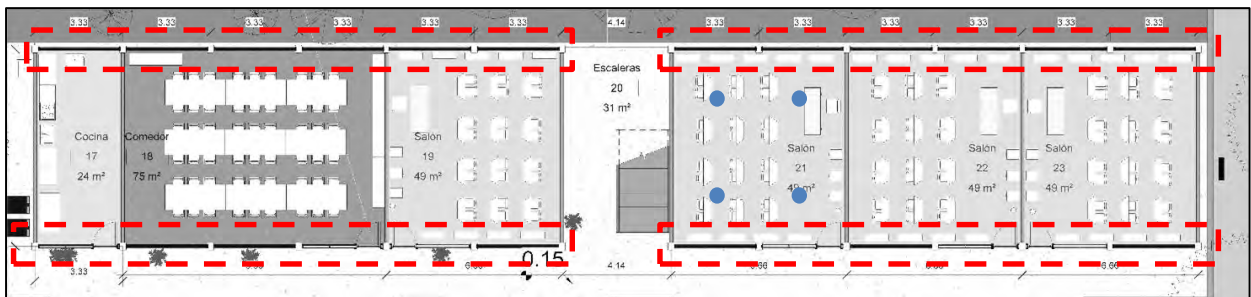 3.33 3.33 3.33 3.33 3.33 3.33 4.14 3.33 3.33 3.33 3.33 3.33 3.33
Escaleras
20
31 m²
Cocina
17
24 m²
Comedor
18
75 m²
Salón
19
49 m²
Salón
21
49 m²
Salón
22
49 m²
Salón
23
49 m²
0.15
3.33 6.66 4.14 6.66 6.66